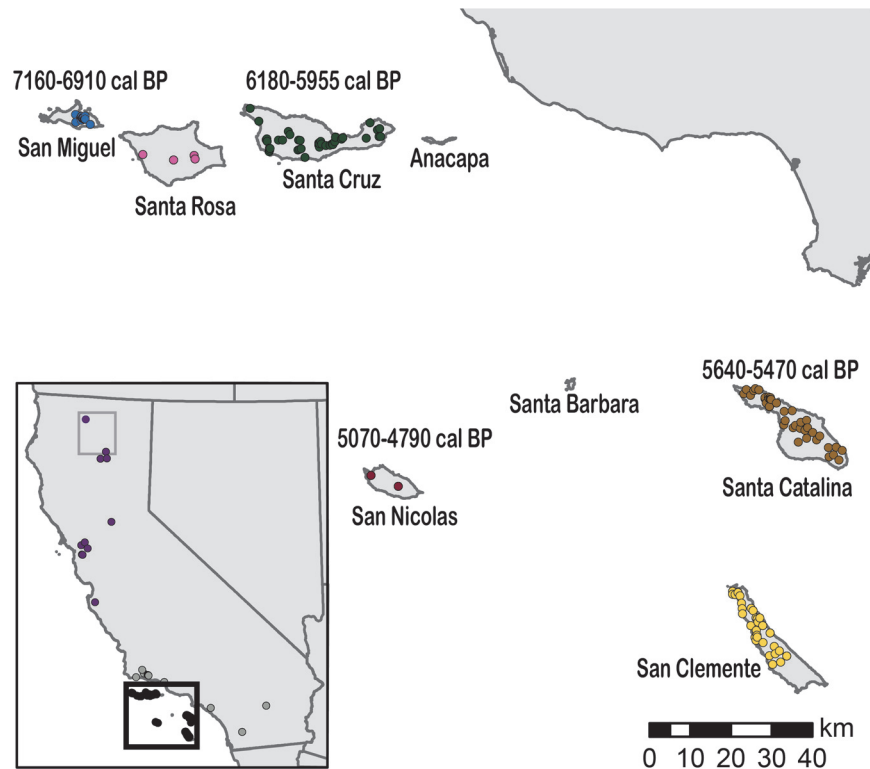 7160-6910 cal BP
6180-5955 cal BP
San Miguel
Santa Rosa
Santa Cruz
Anacapa
5640-5470 cal BP
Santa Barbara
5070-4790 cal BP
Santa Catalina
San Nicolas
San Clemente
km
0 10 20 30 40